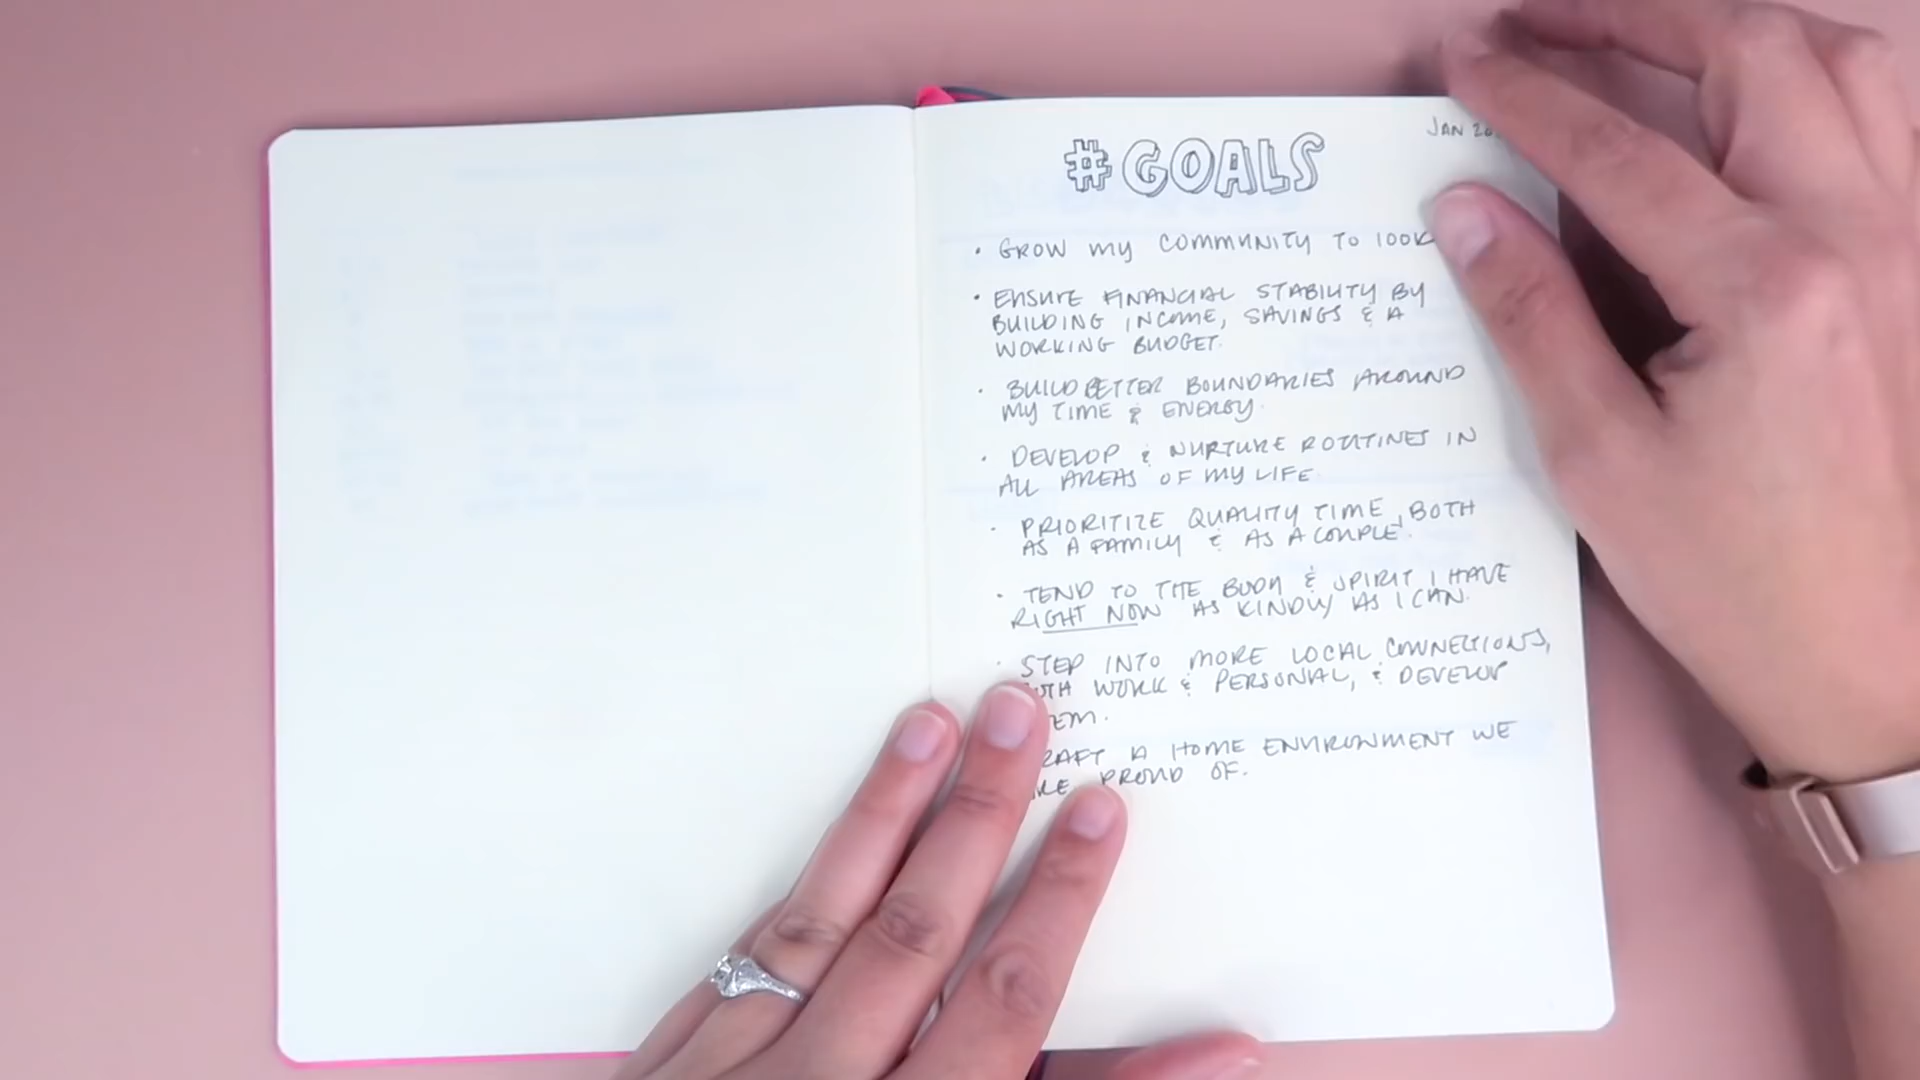 JAN 20
#GOALS
• GROW MY COMMUNITY TO 100K
• ENSURE FINANCIAL STABILITY BY
BUILDING INCOME, SAVINGS & A
WORKING BUDGET.
• BUILD BETTER BOUNDARIES AROUND
MY TIME & ENERGY.
• DEVELOP & NURTURE ROUTINES IN
ALL AREAS OF MY LIFE.
• PRIORITIZE QUALITY TIME, BOTH
AS A FAMILY & AS A COUPLE.
• TEND TO THE BODY & SPIRIT I HAVE
RIGHT NOW AS KINDLY AS I CAN.
• STEP INTO MORE LOCAL CONNECTIONS,
WORK & PERSONAL, & DEVELOP
A HOME ENVIRONMENT WE
PROUD OF.